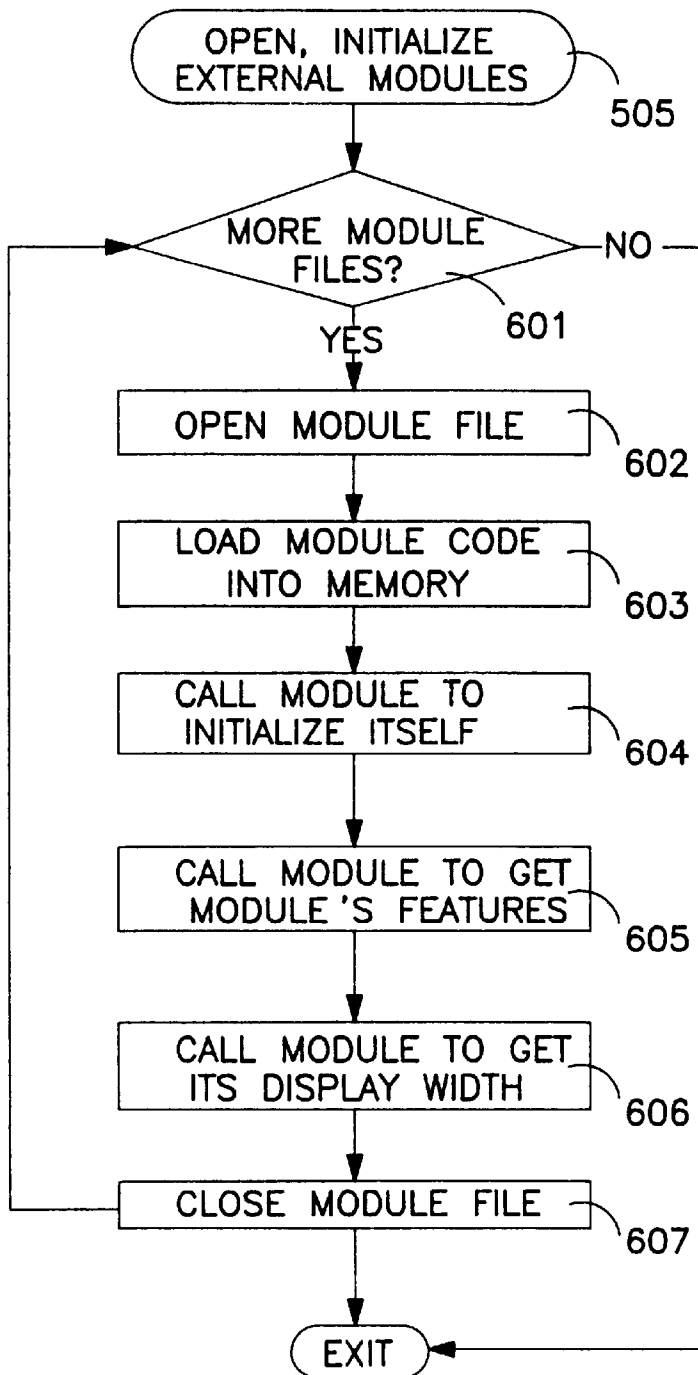 OPEN, INITIALIZE
EXTERNAL MODULES
505
MORE MODULE
FILES?
NO
601
YES
OPEN MODULE FILE
602
LOAD MODULE CODE
INTO MEMORY
603
CALL MODULE TO
INITIALIZE ITSELF
604
CALL MODULE TO GET
MODULE'S FEATURES
605
CALL MODULE TO GET
ITS DISPLAY WIDTH
606
CLOSE MODULE FILE
607
EXIT